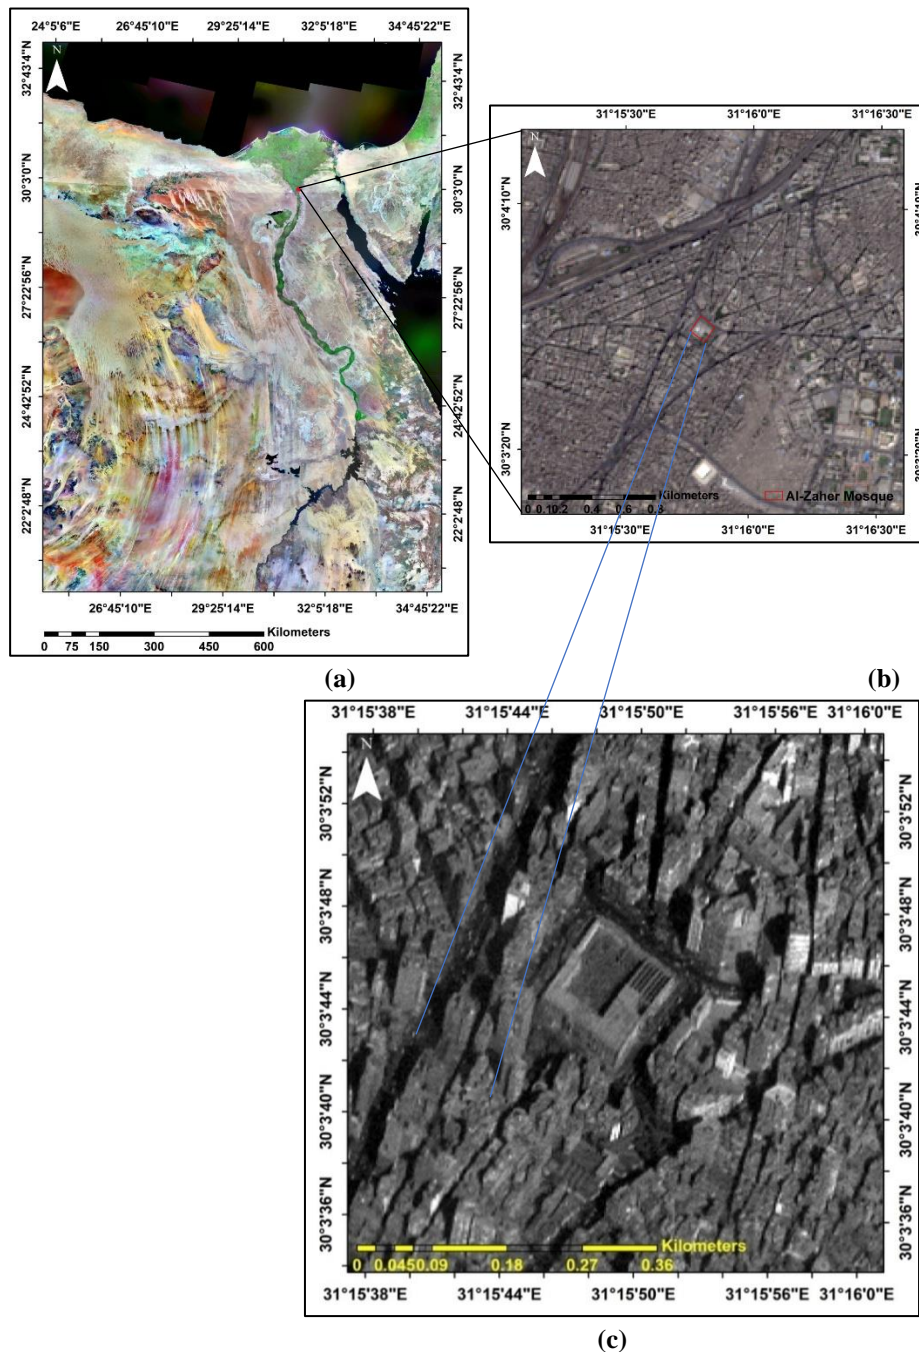 24°5'6"E 26°45'10"E 29°25'14"E 32°5'18"E 34°45'22"E
N
32°43'4"N
30°3'0"N
27°22'56"N
24°42'52"N
22°2'48"N
32°43'4"N
30°3'0"N
27°22'56"N
24°42'52"N
22°2'48"N
26°45'10"E 29°25'14"E 32°5'18"E 34°45'22"E
Kilometers
0 75 150 300 450 600
(a)
31°15'30"E 31°16'0"E 31°16'30"E
N
30°4'10"N
30°3'20"N
30°4'10"N
30°3'20"N
Kilometers
0 0.10.2 0.4 0.6 0.8
Al-Zaher Mosque
31°15'30"E 31°16'0"E 31°16'30"E
(b)
31°15'38"E 31°15'44"E 31°15'50"E 31°15'56"E 31°16'0"E
N
30°3'52"N
30°3'48"N
30°3'44"N
30°3'40"N
30°3'36"N
30°3'52"N
30°3'48"N
30°3'44"N
30°3'40"N
30°3'36"N
Kilometers
0 0.0450.09 0.18 0.27 0.36
31°15'38"E 31°15'44"E 31°15'50"E 31°15'56"E 31°16'0"E
(c)